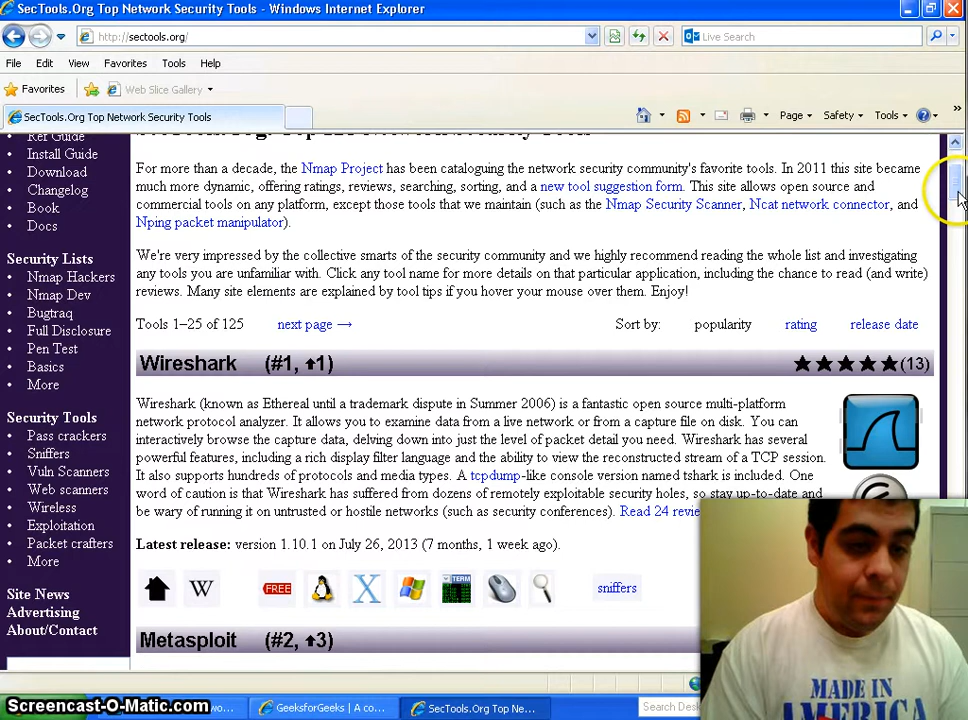 SecTools.Org Top Network Security Tools - Windows Internet Explorer
http://sectools.org/
Live Search
File Edit View Favorites Tools Help
Favorites Web Slice Gallery
SecTools.Org Top Network Security Tools
Page Safety Tools
Ref Guide
Install Guide
Download
Changelog
Book
Docs
Security Lists
Nmap Hackers
Nmap Dev
Bugtraq
Full Disclosure
Pen Test
Basics
More
Security Tools
Pass crackers
Sniffers
Vuln Scanners
Web scanners
Wireless
Exploitation
Packet crafters
More
Site News
Advertising
About/Contact
For more than a decade, the Nmap Project has been cataloguing the network security community's favorite tools. In 2011 this site became
much more dynamic, offering ratings, reviews, searching, sorting, and a new tool suggestion form. This site allows open source and
commercial tools on any platform, except those tools that we maintain (such as the Nmap Security Scanner, Ncat network connector, and
Nping packet manipulator).
We're very impressed by the collective smarts of the security community and we highly recommend reading the whole list and investigating
any tools you are unfamiliar with. Click any tool name for more details on that particular application, including the chance to read (and write)
reviews. Many site elements are explained by tool tips if you hover your mouse over them. Enjoy!
Tools 1–25 of 125 next page → Sort by: popularity rating release date
Wireshark (#1, ↑1) ★★★★★(13)
Wireshark (known as Ethereal until a trademark dispute in Summer 2006) is a fantastic open source multi-platform
network protocol analyzer. It allows you to examine data from a live network or from a capture file on disk. You can
interactively browse the capture data, delving down into just the level of packet detail you need. Wireshark has several
powerful features, including a rich display filter language and the ability to view the reconstructed stream of a TCP session.
It also supports hundreds of protocols and media types. A tcpdump-like console version named tshark is included. One
word of caution is that Wireshark has suffered from dozens of remotely exploitable security holes, so stay up-to-date and
be wary of running it on untrusted or hostile networks (such as security conferences). Read 24 revie
Latest release: version 1.10.1 on July 26, 2013 (7 months, 1 week ago).
W FREE X TERM sniffers
Metasploit (#2, ↑3)
MADE IN
AMERICA
Screencast-O-Matic.com
GeeksforGeeks | A co...
SecTools.Org Top Ne...
Search Desk